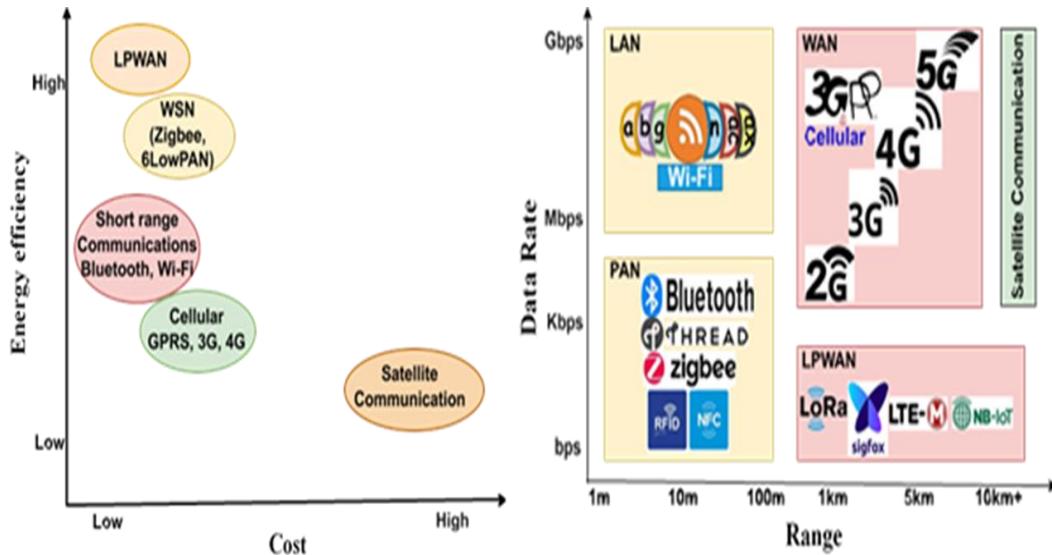 Energy efficiency
High
Low
LPWAN
WSN
(Zigbee,
6LowPAN)
Short range
Communications
Bluetooth, Wi-Fi
Cellular
GPRS, 3G, 4G
Satellite
Communication
Low
High
Cost
Data Rate
Gbps
Mbps
Kbps
bps
LAN
a b g n ac ax
Wi-Fi
PAN
Bluetooth
THREAD
zigbee
RFID
NFC
WAN
5G
3GPP
Cellular
4G
3G
2G
Satellite Communication
LPWAN
LoRa
sigfox
LTE-M
NB-IoT
1m
10m
100m
1km
5km
10km+
Range